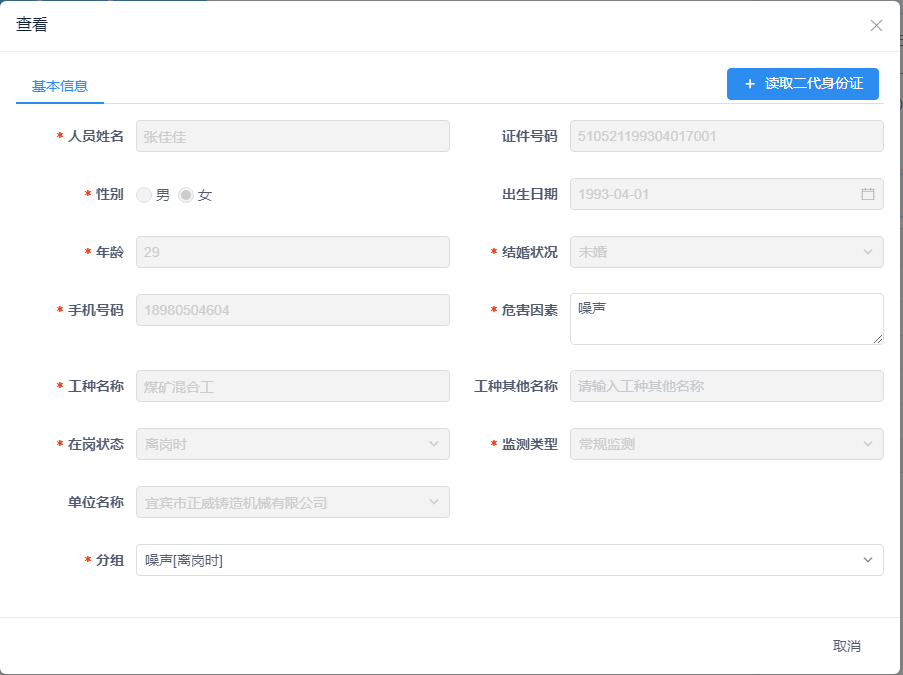 查看
基本信息
+ 读取二代身份证
* 人员姓名 张佳佳 证件号码 510521199304017001
* 性别 男 女 出生日期 1993-04-01
* 年龄 29 * 结婚状况 未婚
* 手机号码 18980504604 * 危害因素 噪声
* 工种名称 煤矿混合工 工种其他名称 请输入工种其他名称
* 在岗状态 离岗时 * 监测类型 常规监测
单位名称 宜宾市正威铸造机械有限公司
* 分组 噪声[离岗时]
取消